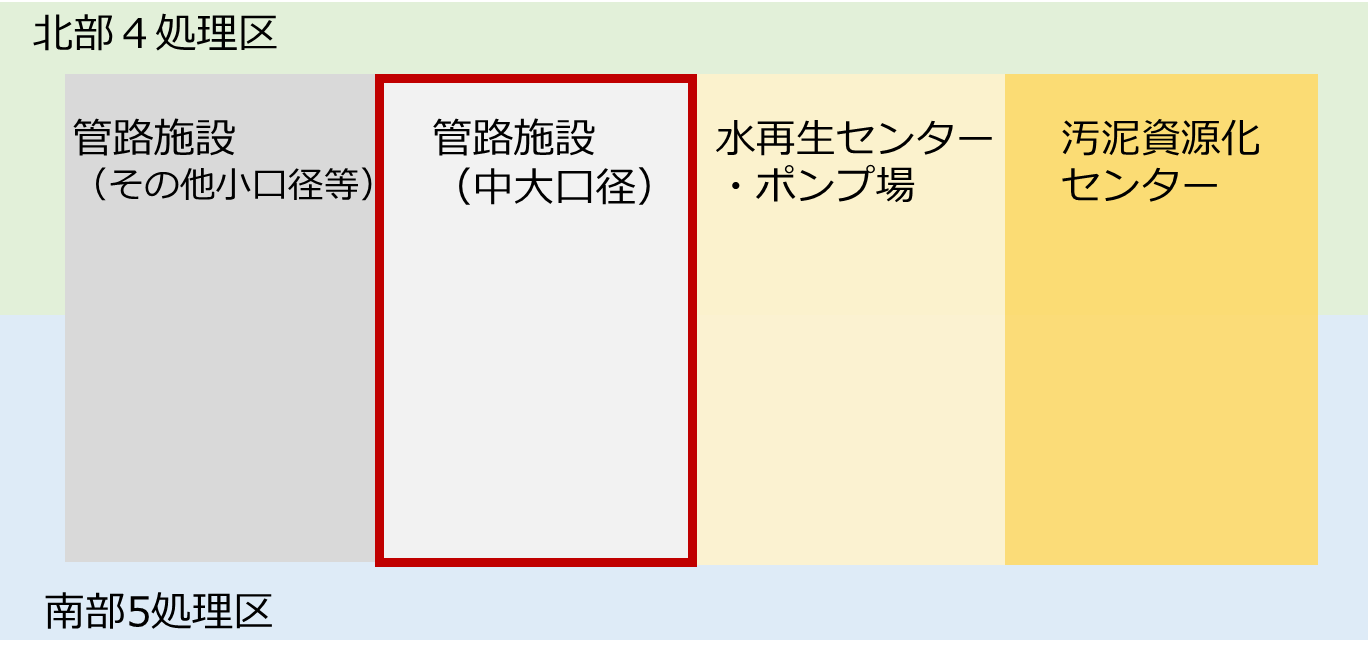 北部４処理区
管路施設
（その他小口径等）
管路施設
（中大口径）
水再生センター
・ポンプ場
汚泥資源化
センター
南部5処理区